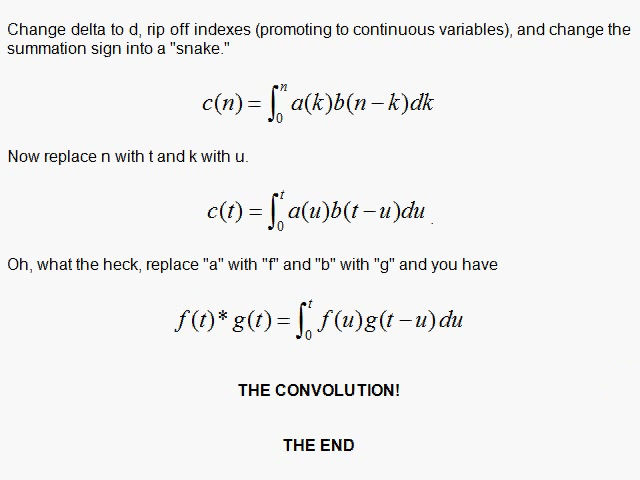 Change delta to d, rip off indexes (promoting to continuous variables), and change the
summation sign into a "snake."
c(n) = ∫₀ⁿ a(k)b(n − k)dk
Now replace n with t and k with u.
c(t) = ∫₀ᵗ a(u)b(t − u)du .
Oh, what the heck, replace "a" with "f" and "b" with "g" and you have
f(t) * g(t) = ∫₀ᵗ f(u)g(t − u)du
THE CONVOLUTION!
THE END